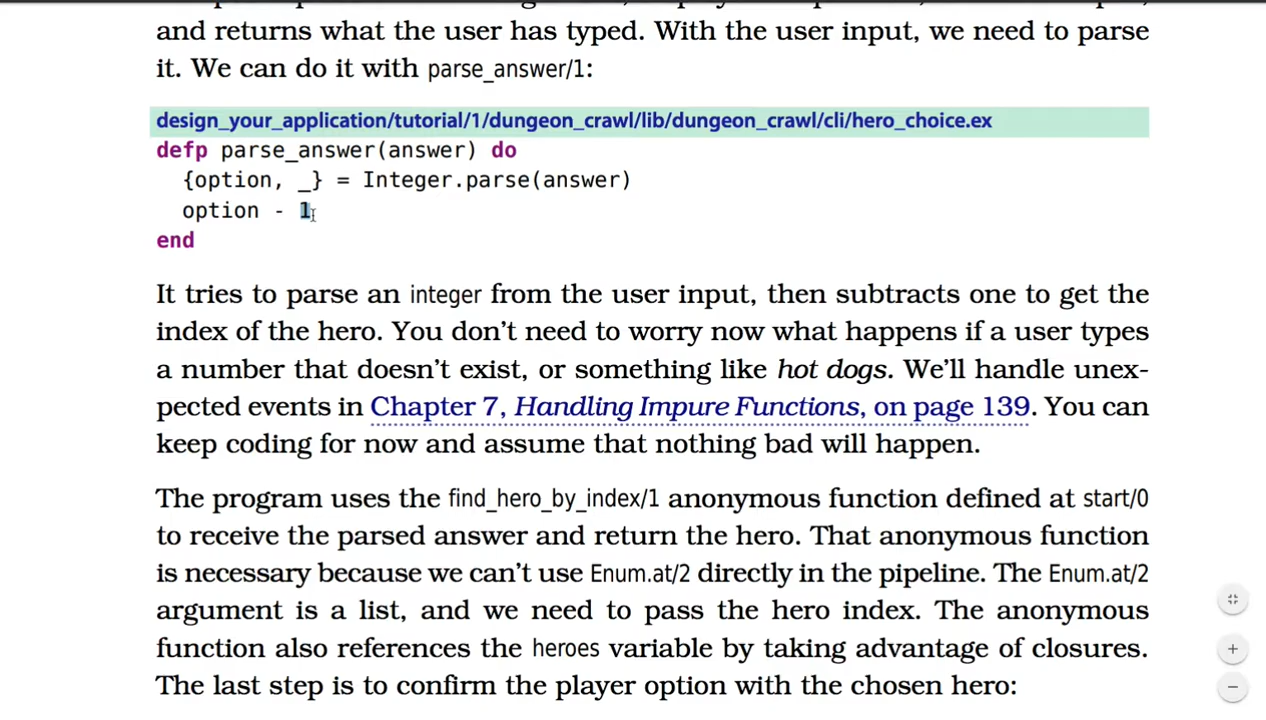 and returns what the user has typed. With the user input, we need to parse
it. We can do it with parse_answer/1:
design_your_application/tutorial/1/dungeon_crawl/lib/dungeon_crawl/cli/hero_choice.ex
defp parse_answer(answer) do
{option, _} = Integer.parse(answer)
option - 1
end
It tries to parse an integer from the user input, then subtracts one to get the
index of the hero. You don't need to worry now what happens if a user types
a number that doesn't exist, or something like hot dogs. We'll handle unex-
pected events in Chapter 7, Handling Impure Functions, on page 139. You can
keep coding for now and assume that nothing bad will happen.
The program uses the find_hero_by_index/1 anonymous function defined at start/0
to receive the parsed answer and return the hero. That anonymous function
is necessary because we can't use Enum.at/2 directly in the pipeline. The Enum.at/2
argument is a list, and we need to pass the hero index. The anonymous
function also references the heroes variable by taking advantage of closures.
The last step is to confirm the player option with the chosen hero: